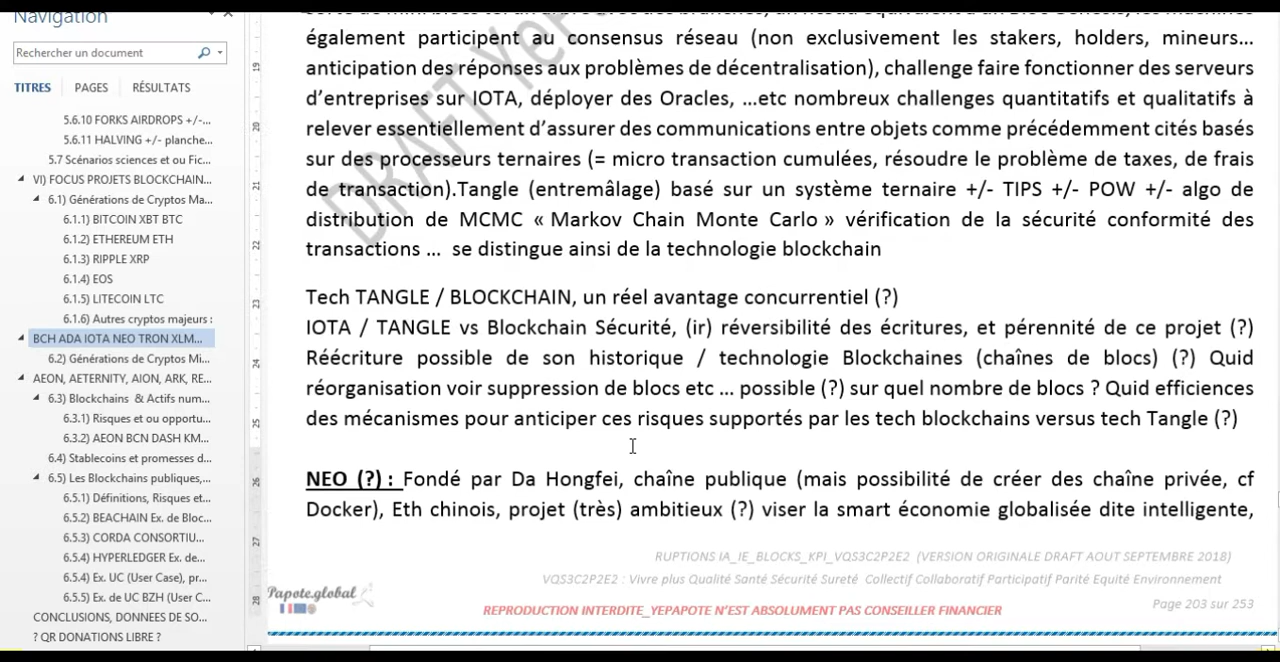 Navigation
Rechercher un document
TITRES PAGES RÉSULTATS
5.6.10 FORKS AIRDROPS +/-...
5.6.11 HALVING +/- planche...
5.7 Scénarios sciences et ou Fic...
VI) FOCUS PROJETS BLOCKCHAIN...
6.1) Générations de Cryptos Ma...
6.1.1) BITCOIN XBT BTC
6.1.2) ETHEREUM ETH
6.1.3) RIPPLE XRP
6.1.4) EOS
6.1.5) LITECOIN LTC
6.1.6) Autres cryptos majeurs :
BCH ADA IOTA NEO TRON XLM...
6.2) Générations de Cryptos Mi...
AEON, AETERNITY, AION, ARK, RE...
6.3) Blockchains & Actifs num...
6.3.1) Risques et ou opportu...
6.3.2) AEON BCN DASH KM...
6.4) Stablecoins et promesses d...
6.5) Les Blockchains publiques,...
6.5.1) Définitions, Risques et...
6.5.2) BEACHAIN Ex. de Bloc...
6.5.3) CORDA CONSORTIU...
6.5.4) HYPERLEDGER Ex. de...
6.5.4) Ex. UC (User Case), pr...
6.5.5) Ex. de UC BZH (User C...
CONCLUSIONS, DONNEES DE SO...
? QR DONATIONS LIBRE ?
19
20
21
22
23
24
25
26
27
28
également participent au consensus réseau (non exclusivement les stakers, holders, mineurs...
anticipation des réponses aux problèmes de décentralisation), challenge faire fonctionner des serveurs
d’entreprises sur IOTA, déployer des Oracles, ...etc nombreux challenges quantitatifs et qualitatifs à
relever essentiellement d’assurer des communications entre objets comme précédemment cités basés
sur des processeurs ternaires (= micro transaction cumulées, résoudre le problème de taxes, de frais
de transaction).Tangle (entremâlage) basé sur un système ternaire +/- TIPS +/- POW +/- algo de
distribution de MCMC « Markov Chain Monte Carlo » vérification de la sécurité conformité des
transactions ... se distingue ainsi de la technologie blockchain
Tech TANGLE / BLOCKCHAIN, un réel avantage concurrentiel (?)
IOTA / TANGLE vs Blockchain Sécurité, (ir) réversibilité des écritures, et pérennité de ce projet (?)
Réécriture possible de son historique / technologie Blockchaines (chaînes de blocs) (?) Quid
réorganisation voir suppression de blocs etc ... possible (?) sur quel nombre de blocs ? Quid efficiences
des mécanismes pour anticiper ces risques supportés par les tech blockchains versus tech Tangle (?)
NEO (?) : Fondé par Da Hongfei, chaîne publique (mais possibilité de créer des chaîne privée, cf
Docker), Eth chinois, projet (très) ambitieux (?) viser la smart économie globalisée dite intelligente,
DRAFT YeP
RUPTIONS IA_IE_BLOCKS_KPI_VQS3C2P2E2 (VERSION ORIGINALE DRAFT AOUT SEPTEMBRE 2018)
VQS3C2P2E2 : Vivre plus Qualité Santé Sécurité Sureté Collectif Collaboratif Participatif Parité Equité Environnement
Papote.global
Page 203 sur 253
REPRODUCTION INTERDITE_YEPAPOTE N’EST ABSOLUMENT PAS CONSEILLER FINANCIER